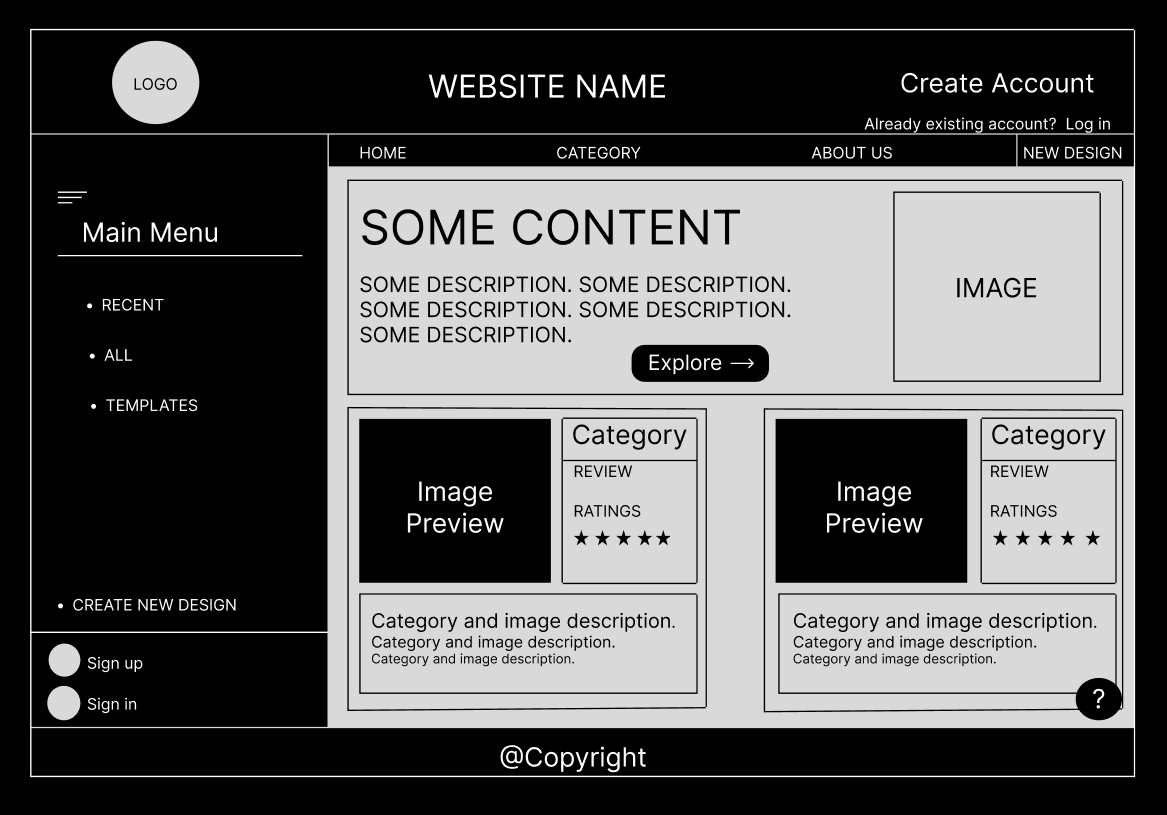 LOGO
WEBSITE NAME
Create Account
Already existing account? Log in
HOME
CATEGORY
ABOUT US
NEW DESIGN
Main Menu
• RECENT
• ALL
• TEMPLATES
• CREATE NEW DESIGN
Sign up
Sign in
SOME CONTENT
SOME DESCRIPTION. SOME DESCRIPTION.
SOME DESCRIPTION. SOME DESCRIPTION.
SOME DESCRIPTION.
Explore →
IMAGE
Image
Preview
Category
REVIEW
RATINGS
★ ★ ★ ★ ★
Category and image description.
Category and image description.
Category and image description.
Image
Preview
Category
REVIEW
RATINGS
★ ★ ★ ★ ★
Category and image description.
Category and image description.
Category and image description.
?
@Copyright